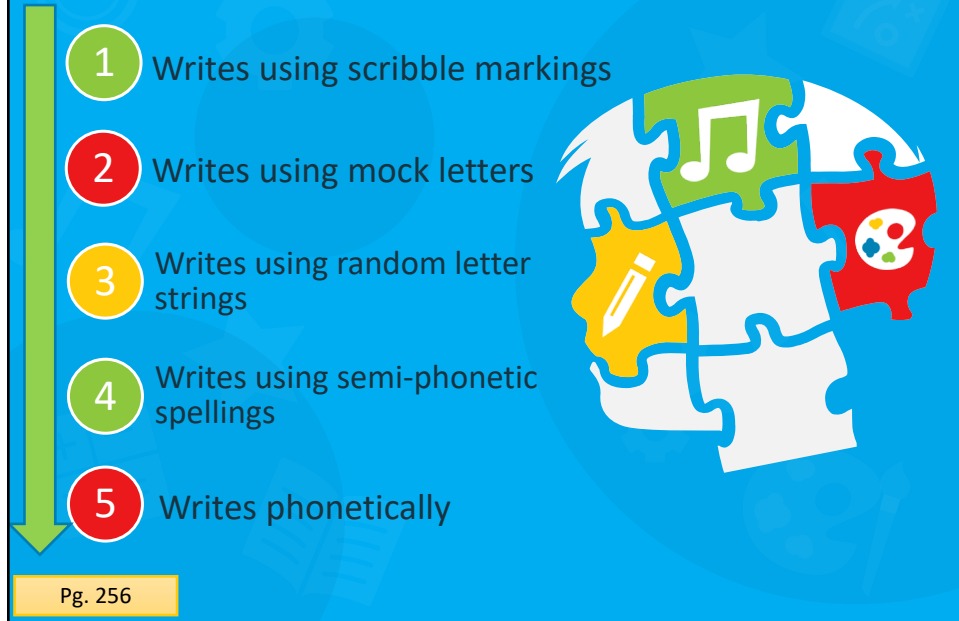 1 Writes using scribble markings
2 Writes using mock letters
3 Writes using random letter
strings
4 Writes using semi-phonetic
spellings
5 Writes phonetically
Pg. 256